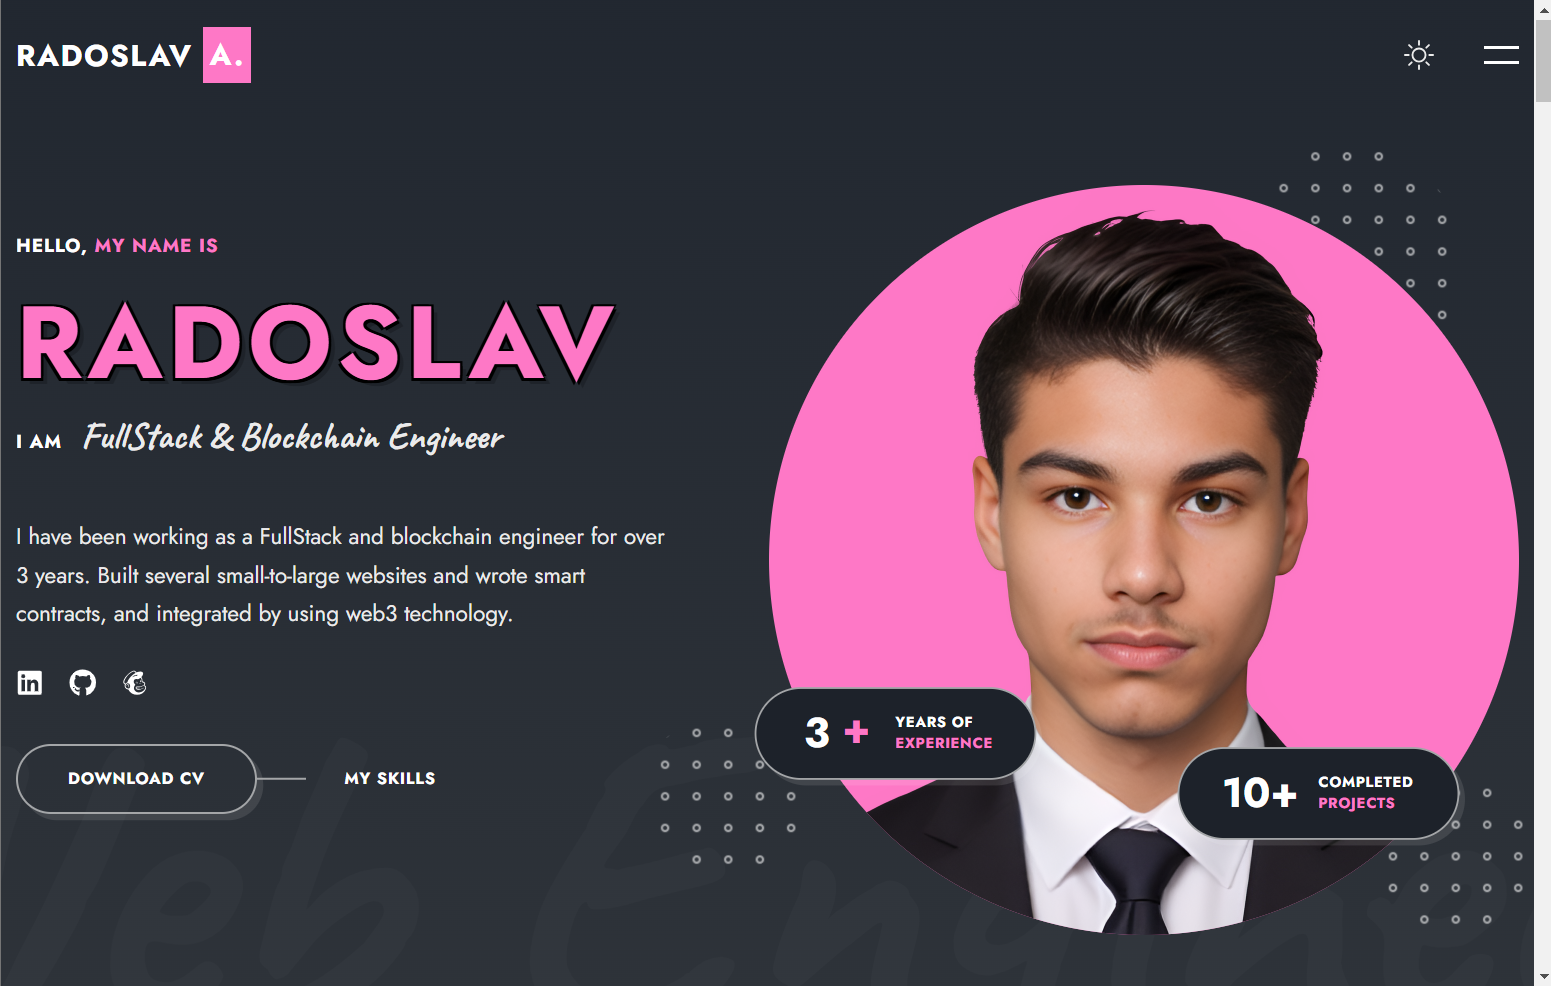 RADOSLAV A.
HELLO, MY NAME IS
RADOSLAV
I AM FullStack & Blockchain Engineer
I have been working as a FullStack and blockchain engineer for over
3 years. Built several small-to-large websites and wrote smart
contracts, and integrated by using web3 technology.
DOWNLOAD CV
MY SKILLS
3 +
YEARS OF
EXPERIENCE
10+
COMPLETED
PROJECTS
Web Engineer